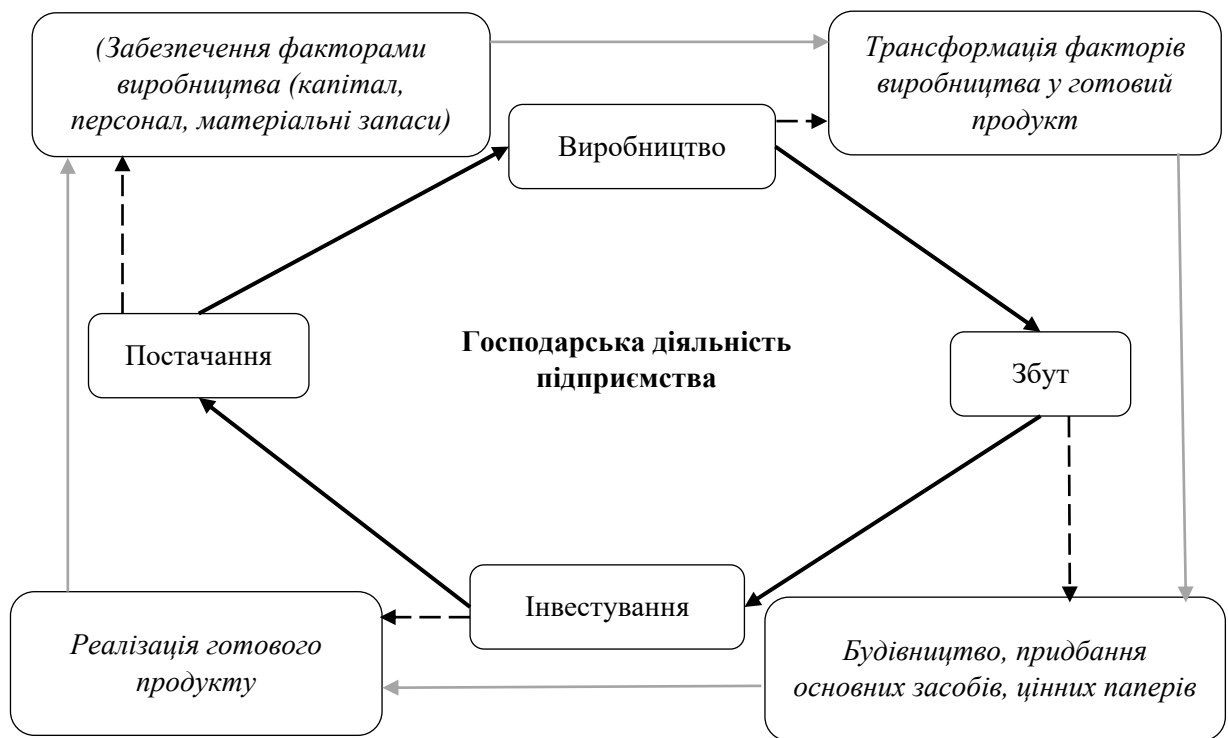 (Забезпечення факторами
виробництва (капітал,
персонал, матеріальні запаси)
Трансформація факторів
виробництва у готовий
продукт
Виробництво
Постачання
Господарська діяльність
підприємства
Збут
Інвестування
Реалізація готового
продукту
Будівництво, придбання
основних засобів, цінних паперів